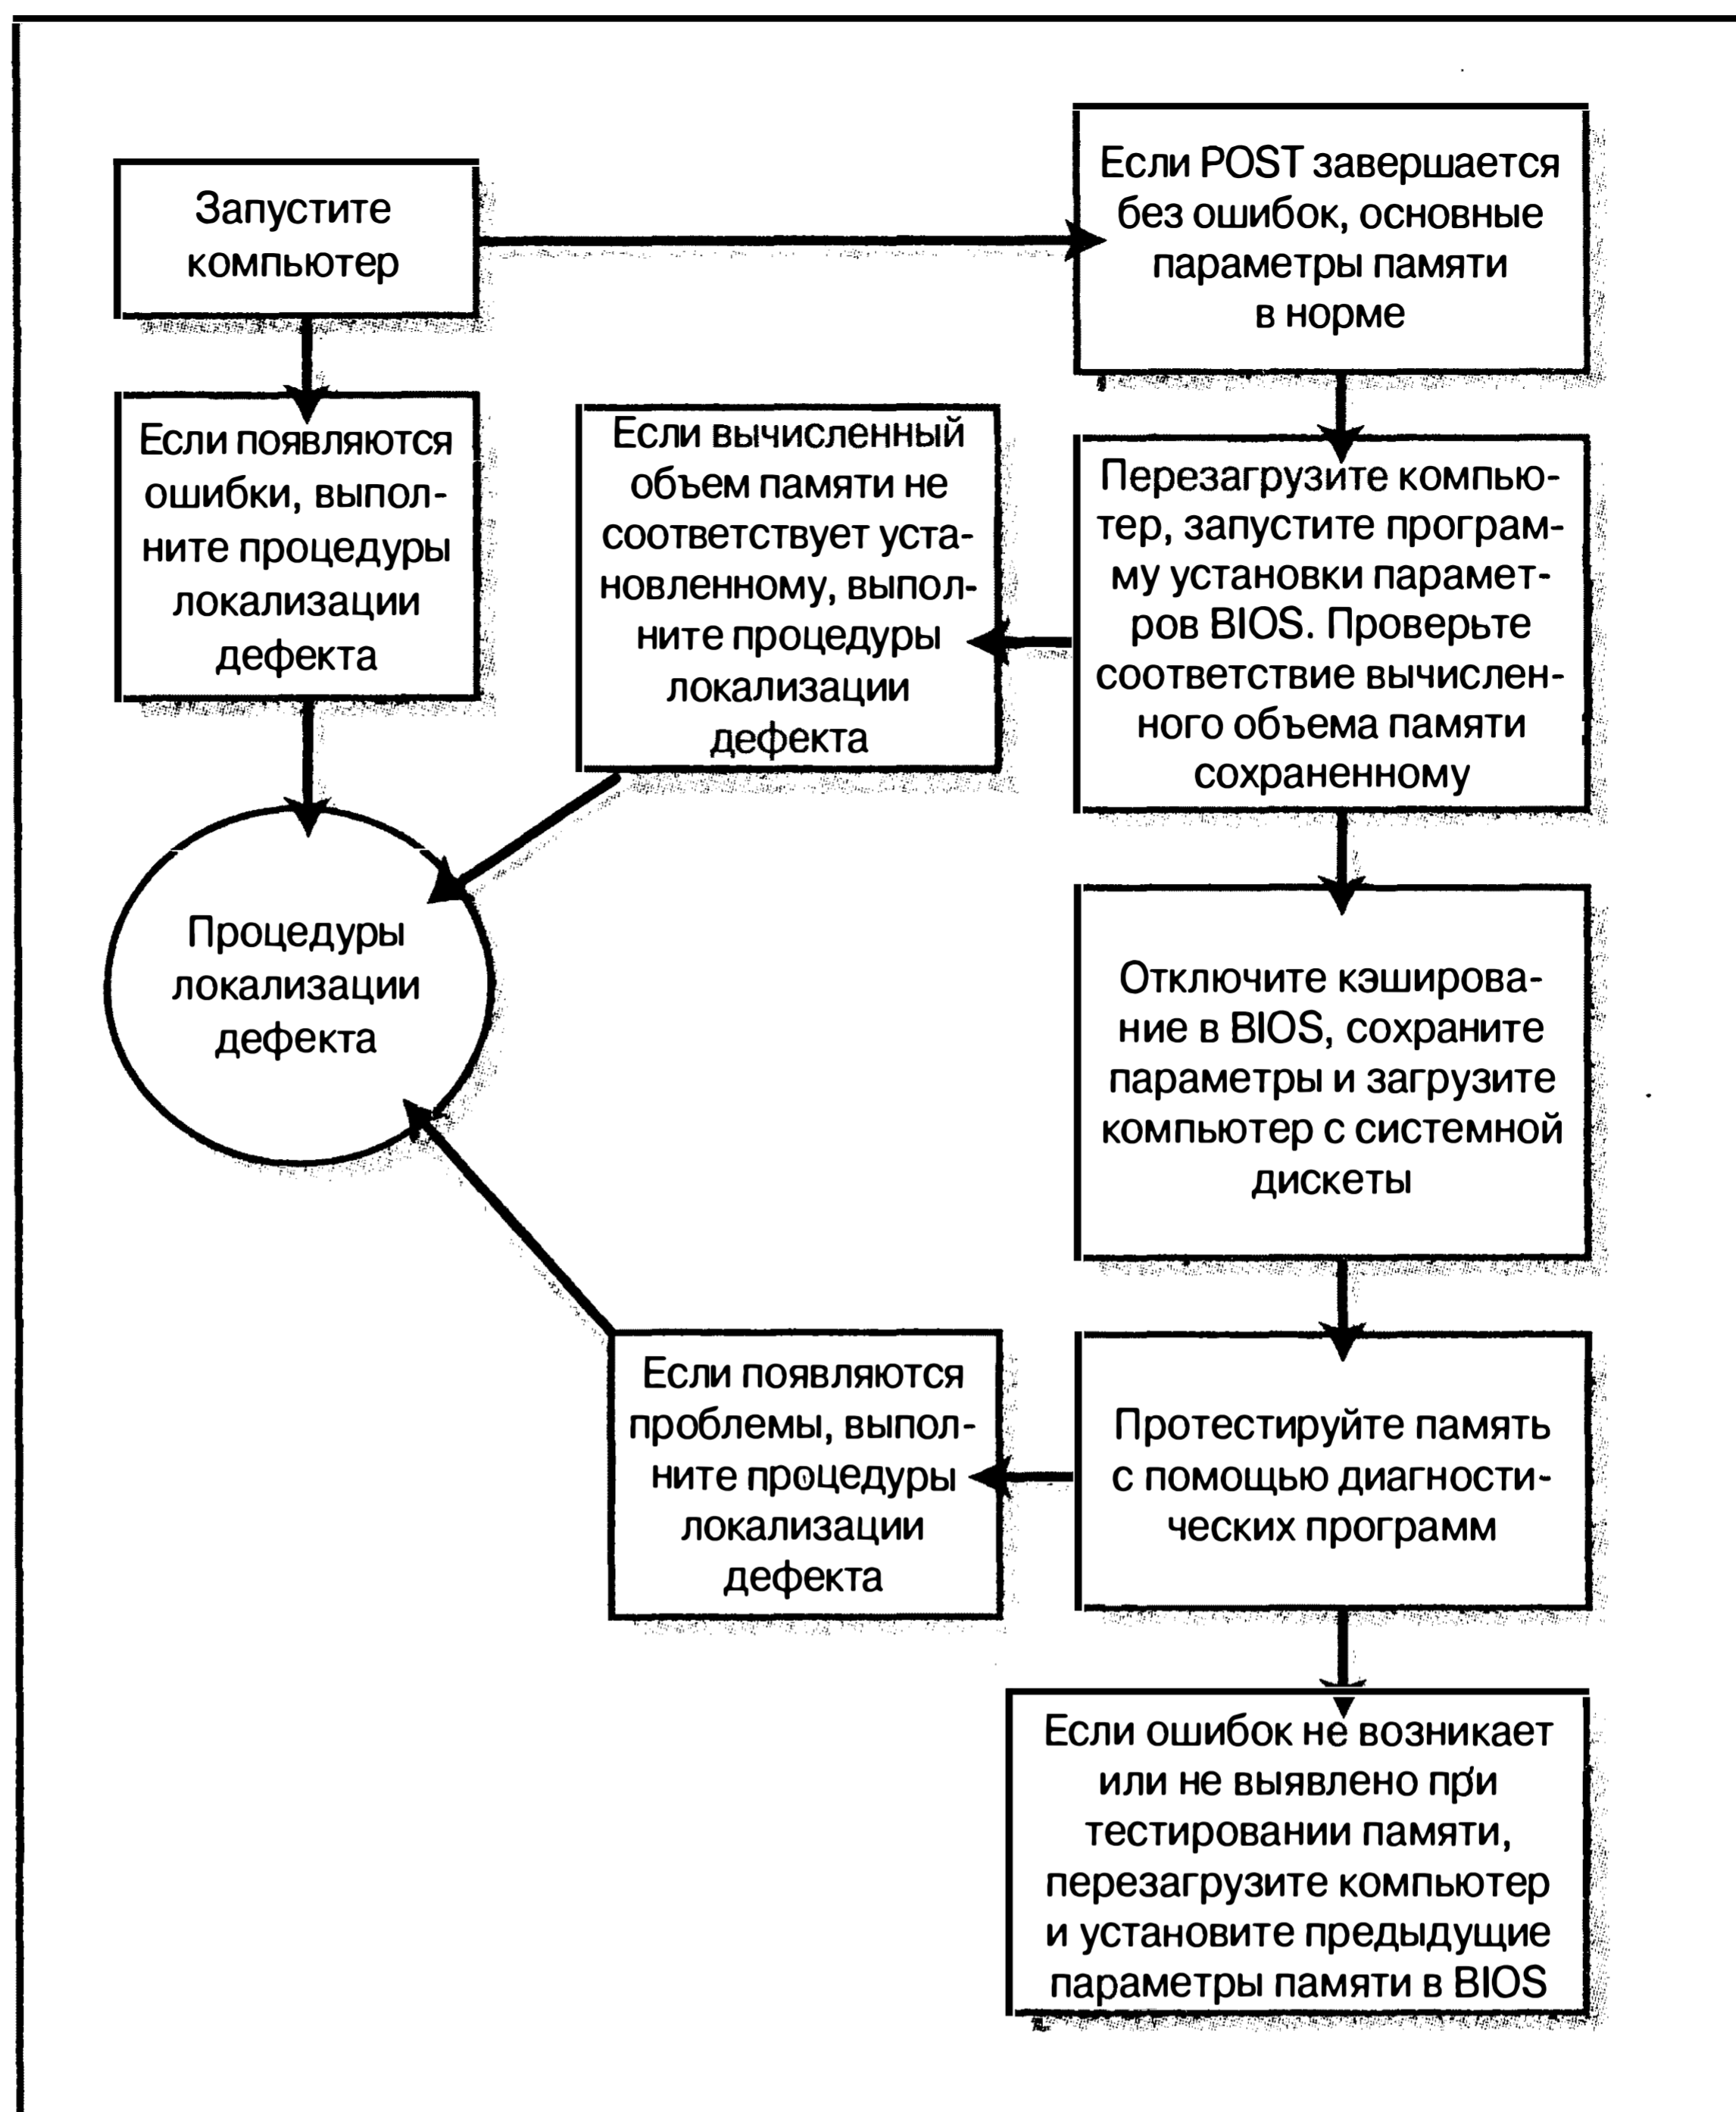 Запустите
компьютер
Если POST завершается
без ошибок, основные
параметры памяти
в норме
Если появляются
ошибки, выпол-
ните процедуры
локализации
дефекта
Если вычисленный
объем памяти не
соответствует уста-
новленному, выпол-
ните процедуры
локализации
дефекта
Перезагрузите компью-
тер, запустите програм-
му установки парамет-
ров BIOS. Проверьте
соответствие вычислен-
ного объема памяти
сохраненному
Процедуры
локализации
дефекта
Отключите кэширова-
ние в BIOS, сохраните
параметры и загрузите
компьютер с системной
дискеты
Если появляются
проблемы, выпол-
ните процедуры
локализации
дефекта
Протестируйте память
с помощью диагности-
ческих программ
Если ошибок не возникает
или не выявлено при
тестировании памяти,
перезагрузите компьютер
и установите предыдущие
параметры памяти в BIOS